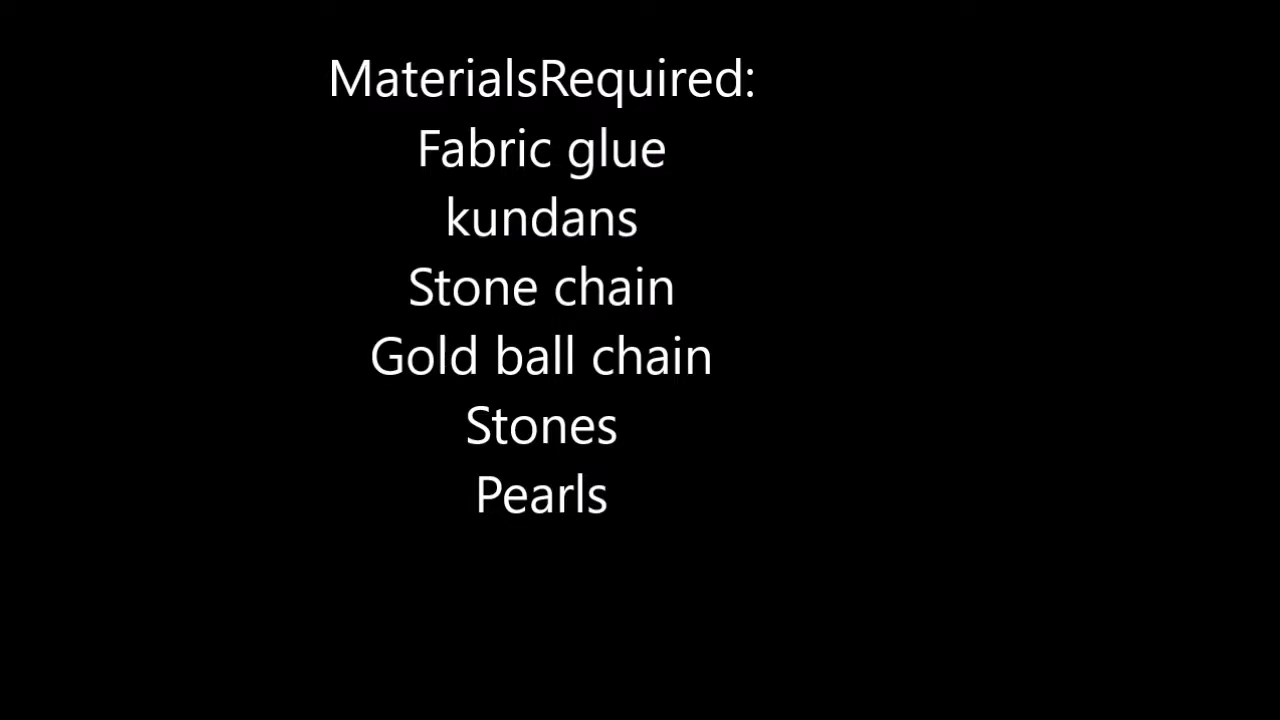 MaterialsRequired:
Fabric glue
kundans
Stone chain
Gold ball chain
Stones
Pearls